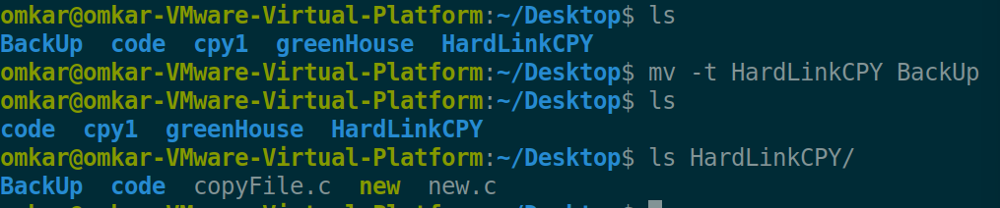 omkar@omkar-VMware-Virtual-Platform:~/Desktop$ ls
BackUp  code  cpy1  greenHouse  HardLinkCPY
omkar@omkar-VMware-Virtual-Platform:~/Desktop$ mv -t HardLinkCPY BackUp
omkar@omkar-VMware-Virtual-Platform:~/Desktop$ ls
code  cpy1  greenHouse  HardLinkCPY
omkar@omkar-VMware-Virtual-Platform:~/Desktop$ ls HardLinkCPY/
BackUp  code  copyFile.c  new  new.c